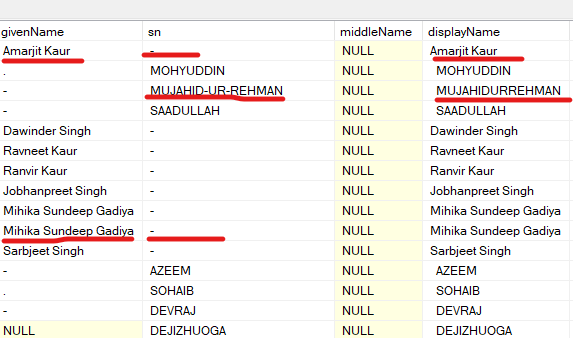 givenName sn middleName displayName
Amarjit Kaur - NULL Amarjit Kaur
. MOHYUDDIN NULL MOHYUDDIN
- MUJAHID-UR-REHMAN NULL MUJAHIDURREHMAN
- SAADULLAH NULL SAADULLAH
Dawinder Singh - NULL Dawinder Singh
Ravneet Kaur - NULL Ravneet Kaur
Ranvir Kaur - NULL Ranvir Kaur
Jobhanpreet Singh - NULL Jobhanpreet Singh
Mihika Sundeep Gadiya - NULL Mihika Sundeep Gadiya
Mihika Sundeep Gadiya - NULL Mihika Sundeep Gadiya
Sarbjeet Singh - NULL Sarbjeet Singh
- AZEEM NULL AZEEM
. SOHAIB NULL SOHAIB
- DEVRAJ NULL DEVRAJ
NULL DEJIZHUOGA NULL DEJIZHUOGA